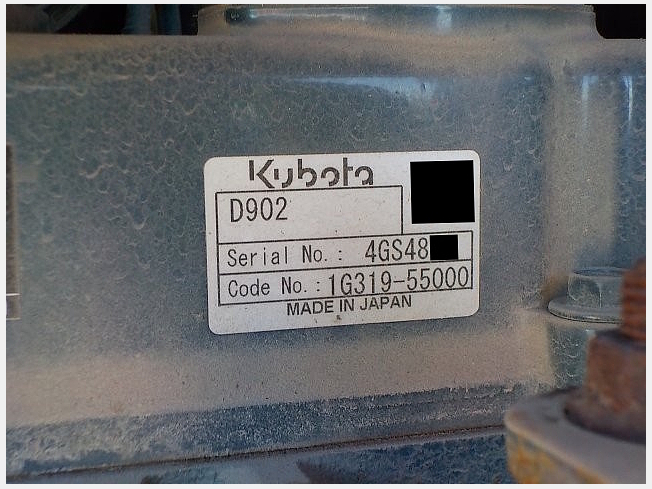 Kubota
D902
Serial No.: 4GS48
Code No.: 1G319-55000
MADE IN JAPAN